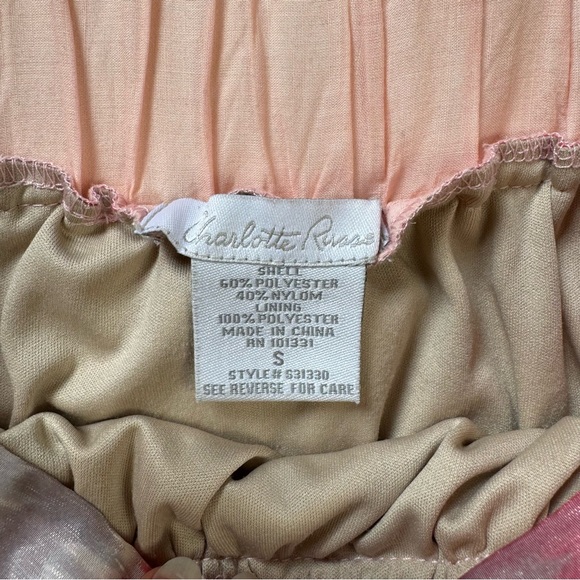 Charlotte Russe
SHELL
60% POLYESTER
40% NYLOM
LINING
100% POLYESTER
MADE IN CHINA
RN 101331
S
STYLE# S31330
SEE REVERSE FOR CARE